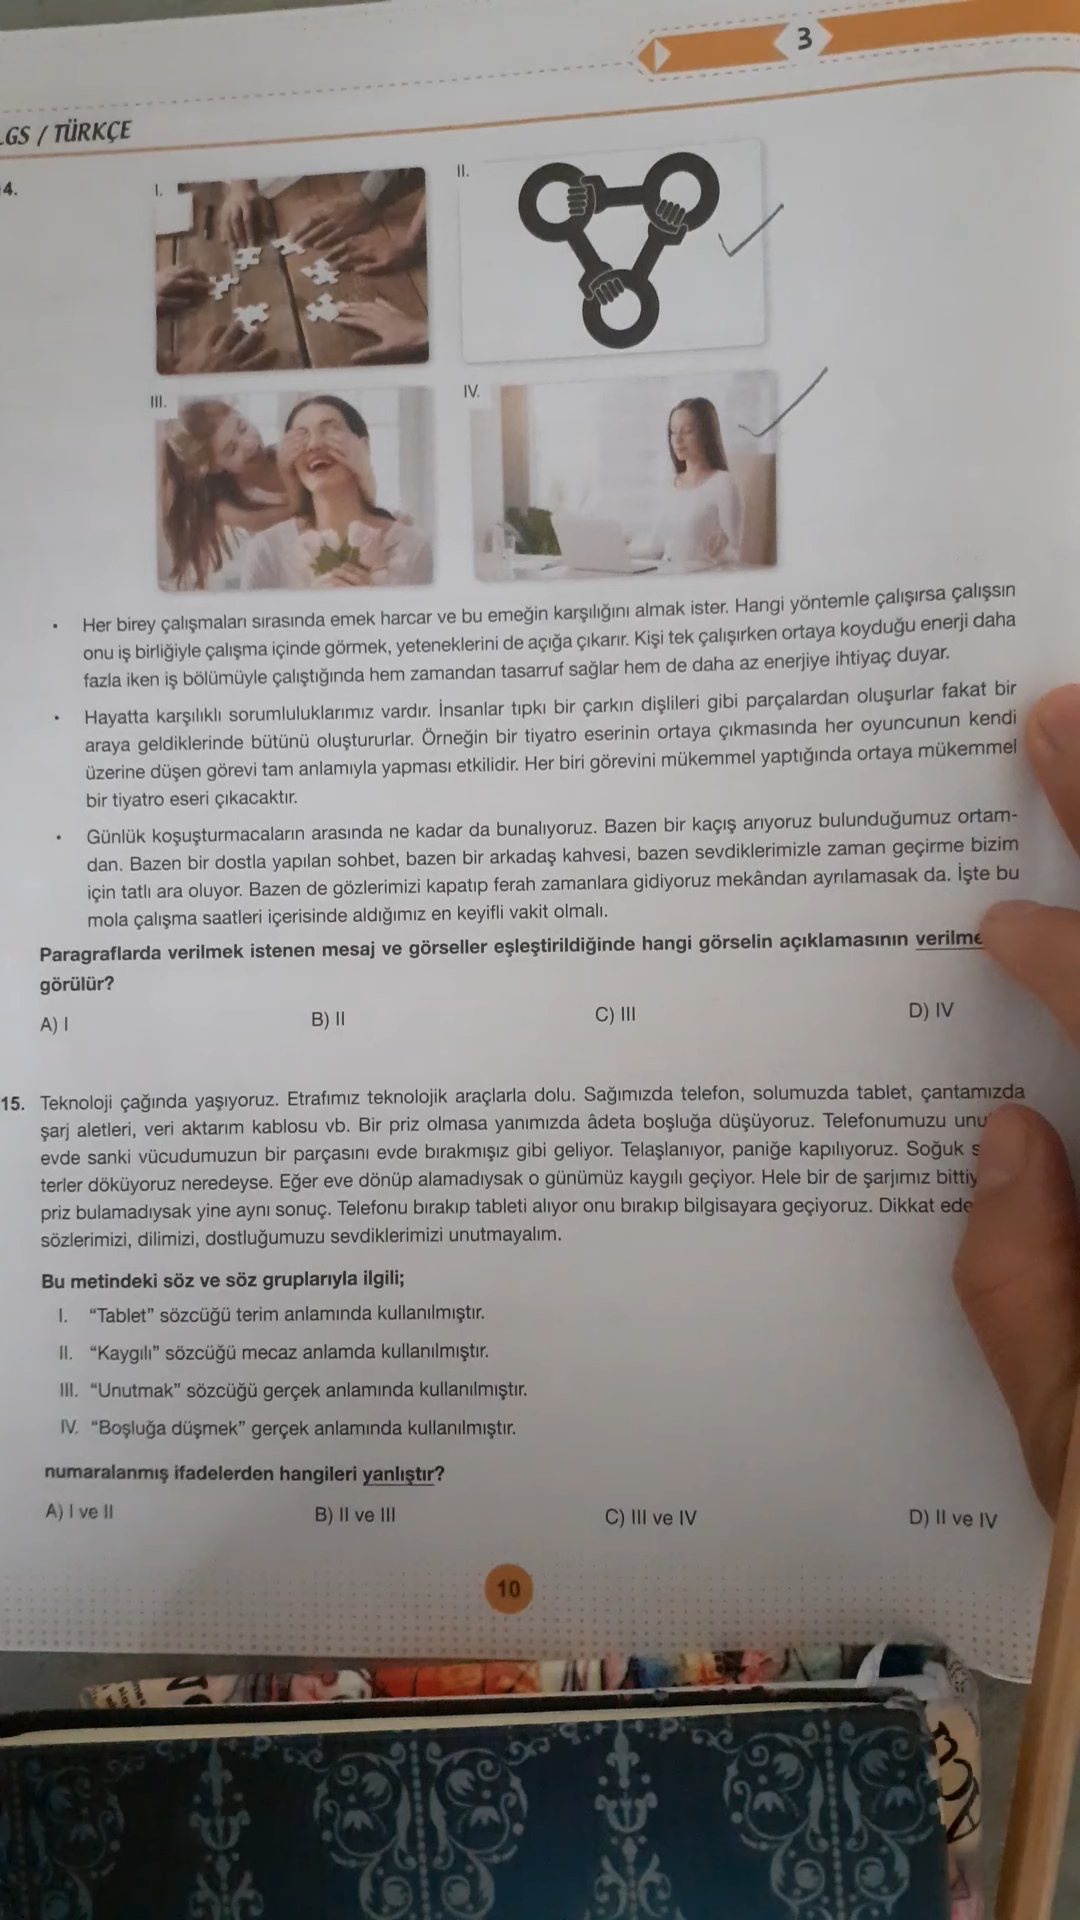 3
GS / TÜRKÇE
4.
I.
II.
III.
IV.
• Her birey çalışmaları sırasında emek harcar ve bu emeğin karşılığını almak ister. Hangi yöntemle çalışırsa çalışsın
onu iş birliğiyle çalışma içinde görmek, yeteneklerini de açığa çıkarır. Kişi tek çalışırken ortaya koyduğu enerji daha
fazla iken iş bölümüyle çalıştığında hem zamandan tasarruf sağlar hem de daha az enerjiye ihtiyaç duyar.
• Hayatta karşılıklı sorumluluklarımız vardır. İnsanlar tıpkı bir çarkın dişlileri gibi parçalardan oluşurlar fakat bir
araya geldiklerinde bütünü oluştururlar. Örneğin bir tiyatro eserinin ortaya çıkmasında her oyuncunun kendi
üzerine düşen görevi tam anlamıyla yapması etkilidir. Her biri görevini mükemmel yaptığında ortaya mükemmel
bir tiyatro eseri çıkacaktır.
• Günlük koşuşturmacaların arasında ne kadar da bunalıyoruz. Bazen bir kaçış arıyoruz bulunduğumuz ortam-
dan. Bazen bir dostla yapılan sohbet, bazen bir arkadaş kahvesi, bazen sevdiklerimizle zaman geçirme bizim
için tatlı ara oluyor. Bazen de gözlerimizi kapatıp ferah zamanlara gidiyoruz mekândan ayrılamasak da. İşte bu
mola çalışma saatleri içerisinde aldığımız en keyifli vakit olmalı.
Paragraflarda verilmek istenen mesaj ve görseller eşleştirildiğinde hangi görselin açıklamasının verilme
görülür?
A) I
B) II
C) III
D) IV
15. Teknoloji çağında yaşıyoruz. Etrafımız teknolojik araçlarla dolu. Sağımızda telefon, solumuzda tablet, çantamızda
şarj aletleri, veri aktarım kablosu vb. Bir priz olmasa yanımızda âdeta boşluğa düşüyoruz. Telefonumuzu unu
evde sanki vücudumuzun bir parçasını evde bırakmışız gibi geliyor. Telaşlanıyor, paniğe kapılıyoruz. Soğuk
terler döküyoruz neredeyse. Eğer eve dönüp alamadıysak o günümüz kaygılı geçiyor. Hele bir de şarjımız bittiy
priz bulamadıysak yine aynı sonuç. Telefonu bırakıp tableti alıyor onu bırakıp bilgisayara geçiyoruz. Dikkat ede
sözlerimizi, dilimizi, dostluğumuzu sevdiklerimizi unutmayalım.
Bu metindeki söz ve söz gruplarıyla ilgili;
I. “Tablet” sözcüğü terim anlamında kullanılmıştır.
II. “Kaygılı” sözcüğü mecaz anlamda kullanılmıştır.
III. “Unutmak” sözcüğü gerçek anlamında kullanılmıştır.
IV. “Boşluğa düşmek” gerçek anlamında kullanılmıştır.
numaralanmış ifadelerden hangileri yanlıştır?
A) I ve II
B) II ve III
C) III ve IV
D) II ve IV
10